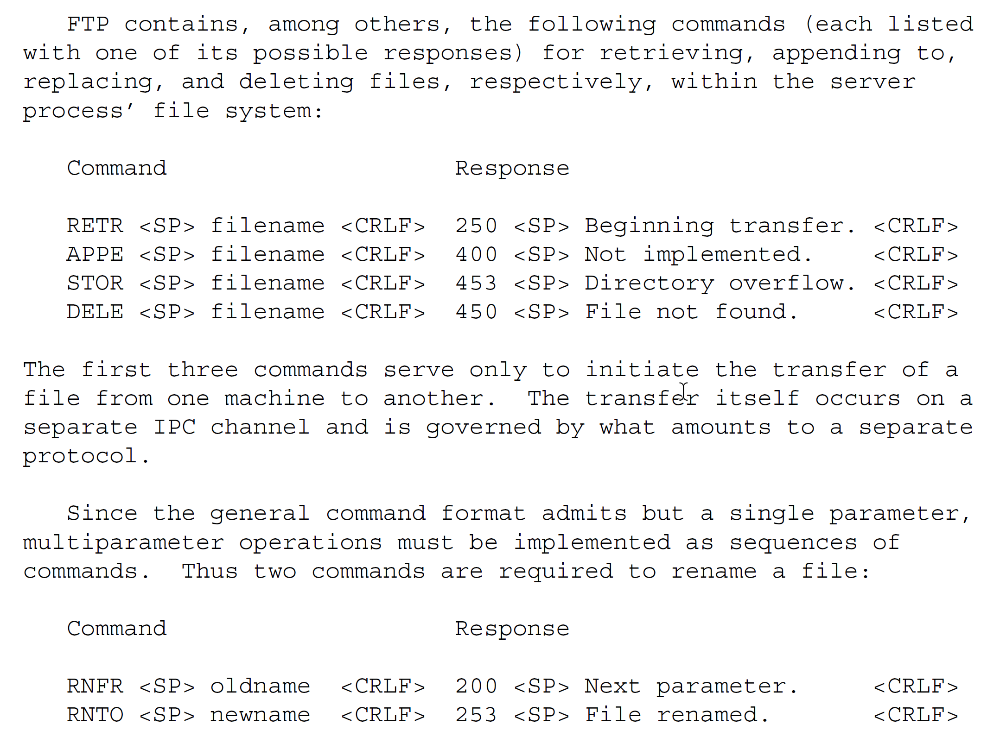 FTP contains, among others, the following commands (each listed
with one of its possible responses) for retrieving, appending to,
replacing, and deleting files, respectively, within the server
process’ file system:
Command Response
RETR <SP> filename <CRLF> 250 <SP> Beginning transfer. <CRLF>
APPE <SP> filename <CRLF> 400 <SP> Not implemented. <CRLF>
STOR <SP> filename <CRLF> 453 <SP> Directory overflow. <CRLF>
DELE <SP> filename <CRLF> 450 <SP> File not found. <CRLF>
The first three commands serve only to initiate the transfer of a
file from one machine to another. The transfer itself occurs on a
separate IPC channel and is governed by what amounts to a separate
protocol.
Since the general command format admits but a single parameter,
multiparameter operations must be implemented as sequences of
commands. Thus two commands are required to rename a file:
Command Response
RNFR <SP> oldname <CRLF> 200 <SP> Next parameter. <CRLF>
RNTO <SP> newname <CRLF> 253 <SP> File renamed. <CRLF>